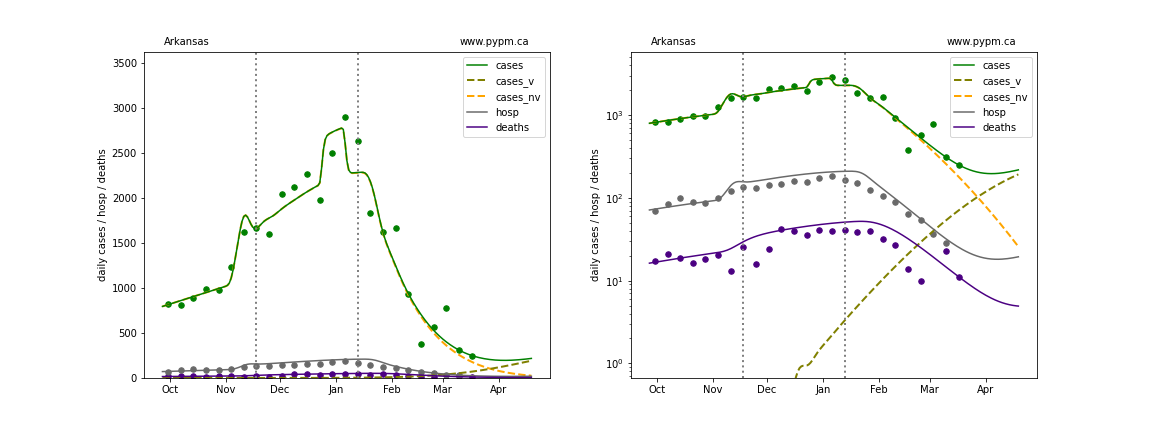 Arkansas www.pypm.ca
3500
3000
2500
2000
1500
1000
500
0
daily cases / hosp / deaths
cases
cases_v
cases_nv
hosp
deaths
Oct Nov Dec Jan Feb Mar Apr
Arkansas www.pypm.ca
10³
10²
10¹
10⁰
daily cases / hosp / deaths
cases
cases_v
cases_nv
hosp
deaths
Oct Nov Dec Jan Feb Mar Apr